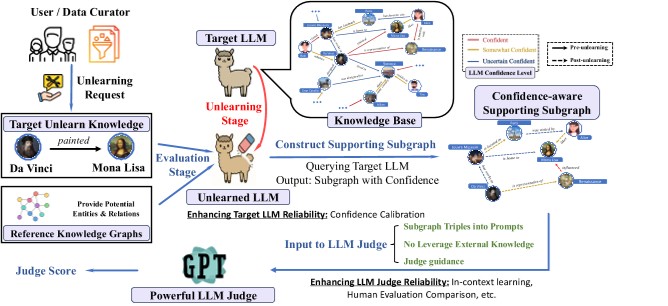 User / Data Curator
Unlearning
Request
Target Unlearn Knowledge
painted
Da Vinci
Mona Lisa
Provide Potential
Entities & Relations
Reference Knowledge Graphs
Target LLM
Unlearning
Stage
Evaluation
Stage
Unlearned LLM
Knowledge Base
Confident
Somewhat Confident
Uncertain Confident
LLM Confidence Level
Pre-unlearning
Post-unlearning
Confidence-aware
Supporting Subgraph
Construct Supporting Subgraph
Querying Target LLM
Output: Subgraph with Confidence
Enhancing Target LLM Reliability: Confidence Calibration
Input to LLM Judge
Subgraph Triples into Prompts
No Leverage External Knowledge
Judge guidance
Judge Score
GPT
Powerful LLM Judge
Enhancing LLM Judge Reliability: In-context learning,
Human Evaluation Comparison, etc.